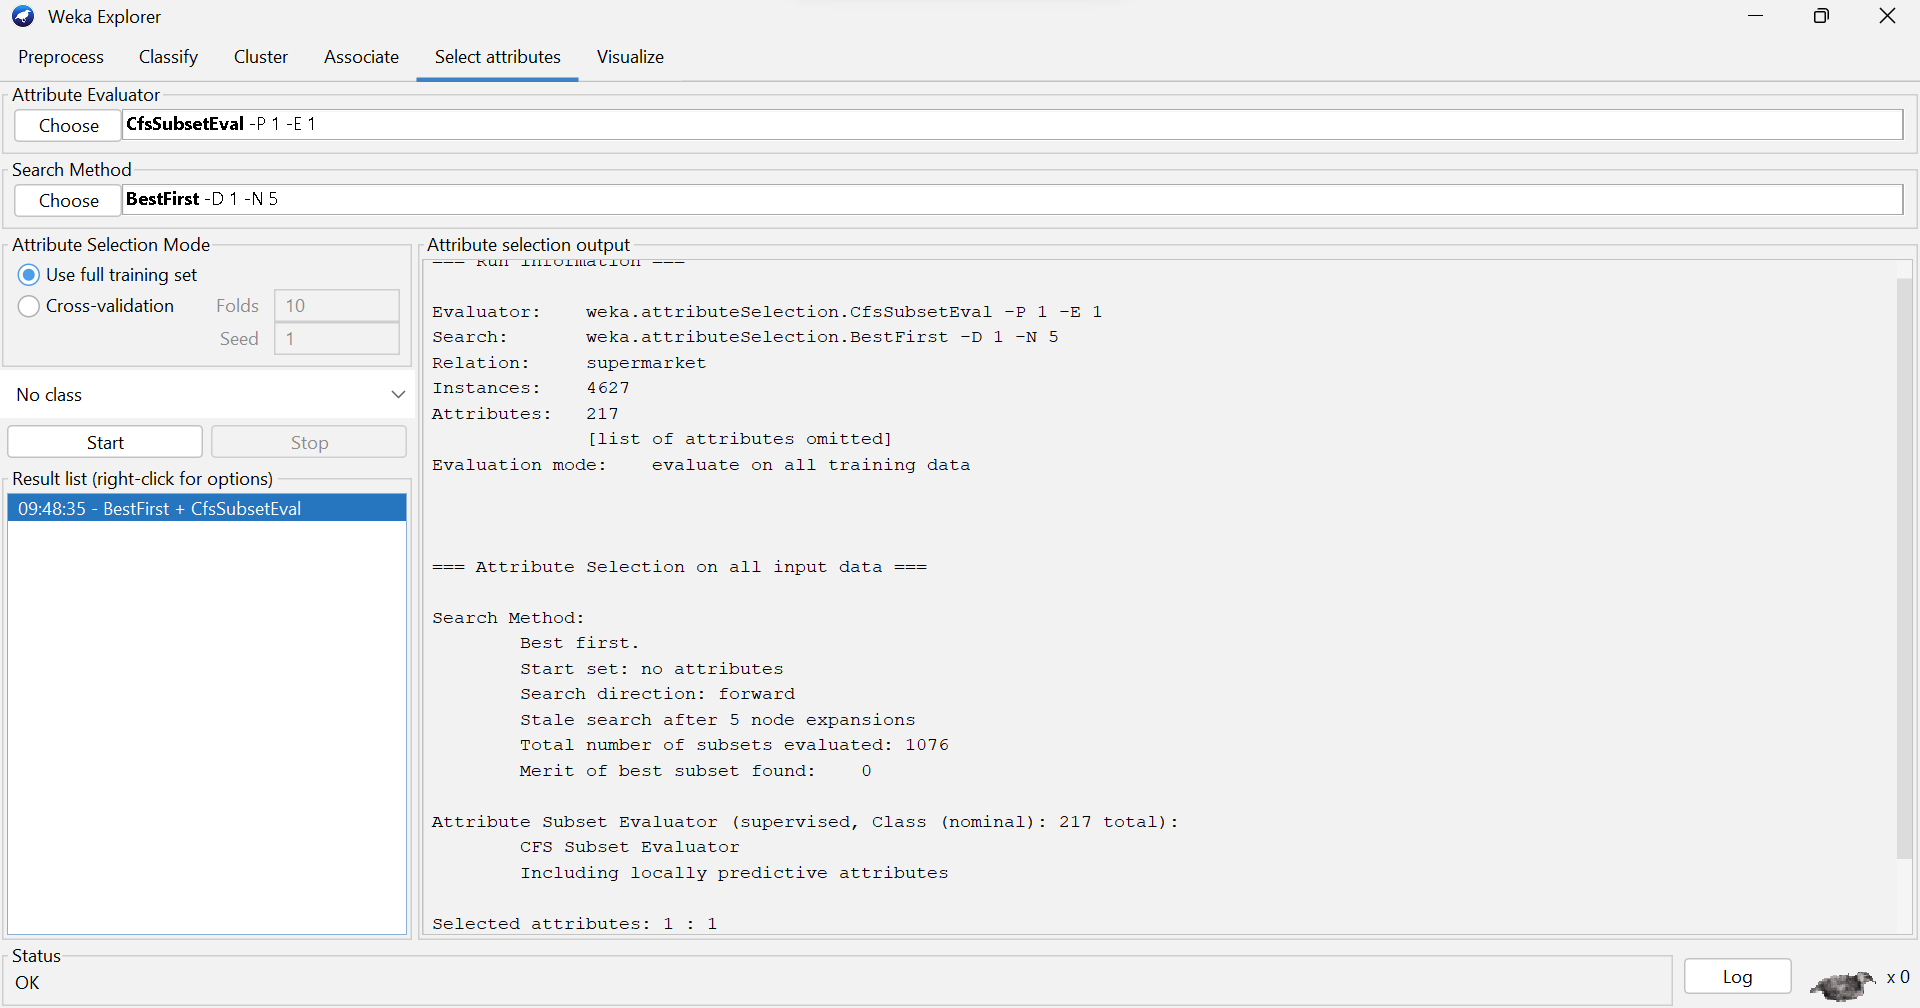 Weka Explorer
Preprocess Classify Cluster Associate Select attributes Visualize
Attribute Evaluator
Choose CfsSubsetEval -P 1 -E 1
Search Method
Choose BestFirst -D 1 -N 5
Attribute Selection Mode
Use full training set
Cross-validation Folds 10
Seed 1
No class
Start Stop
Result list (right-click for options)
09:48:35 - BestFirst + CfsSubsetEval
Attribute selection output
=== Run information ===
Evaluator: weka.attributeSelection.CfsSubsetEval -P 1 -E 1
Search: weka.attributeSelection.BestFirst -D 1 -N 5
Relation: supermarket
Instances: 4627
Attributes: 217
[list of attributes omitted]
Evaluation mode: evaluate on all training data
=== Attribute Selection on all input data ===
Search Method:
Best first.
Start set: no attributes
Search direction: forward
Stale search after 5 node expansions
Total number of subsets evaluated: 1076
Merit of best subset found: 0
Attribute Subset Evaluator (supervised, Class (nominal): 217 total):
CFS Subset Evaluator
Including locally predictive attributes
Selected attributes: 1 : 1
Status
OK
Log x 0